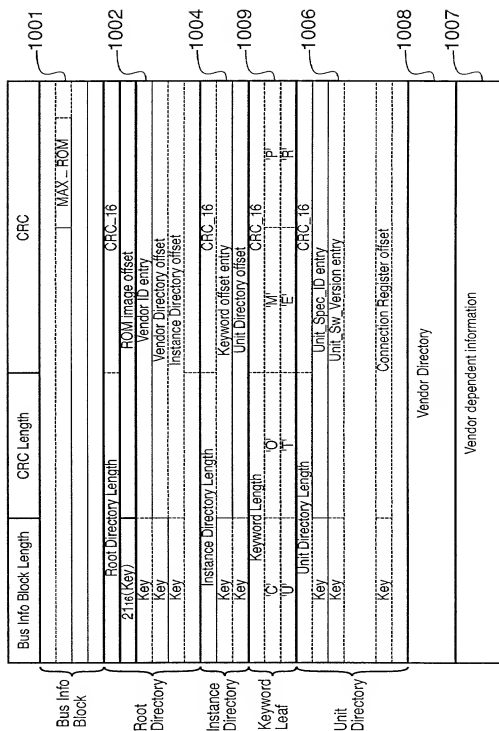 Bus Info Block Length CRC Length CRC
Bus Info Block
MAX_ROM
1001
Root Directory
Root Directory Length CRC_16
2116(Key) ROM image offset
Key Vendor ID entry
Key Vendor Directory offset
Key Instance Directory offset
1002
Instance Directory
Instance Directory Length CRC_16
Key Keyword offset entry
Key Unit Directory offset
1004
Keyword Leaf
Keyword Length CRC_16
'C' 'O' 'M' 'P'
'U' 'T' 'E' 'R'
1009
Unit Directory
Unit Directory Length CRC_16
Key Unit_Spec_ID entry
Key Unit_Sw_Version entry
Key Connection Register offset
1006
Vendor Directory
1008
Vendor dependent information
1007